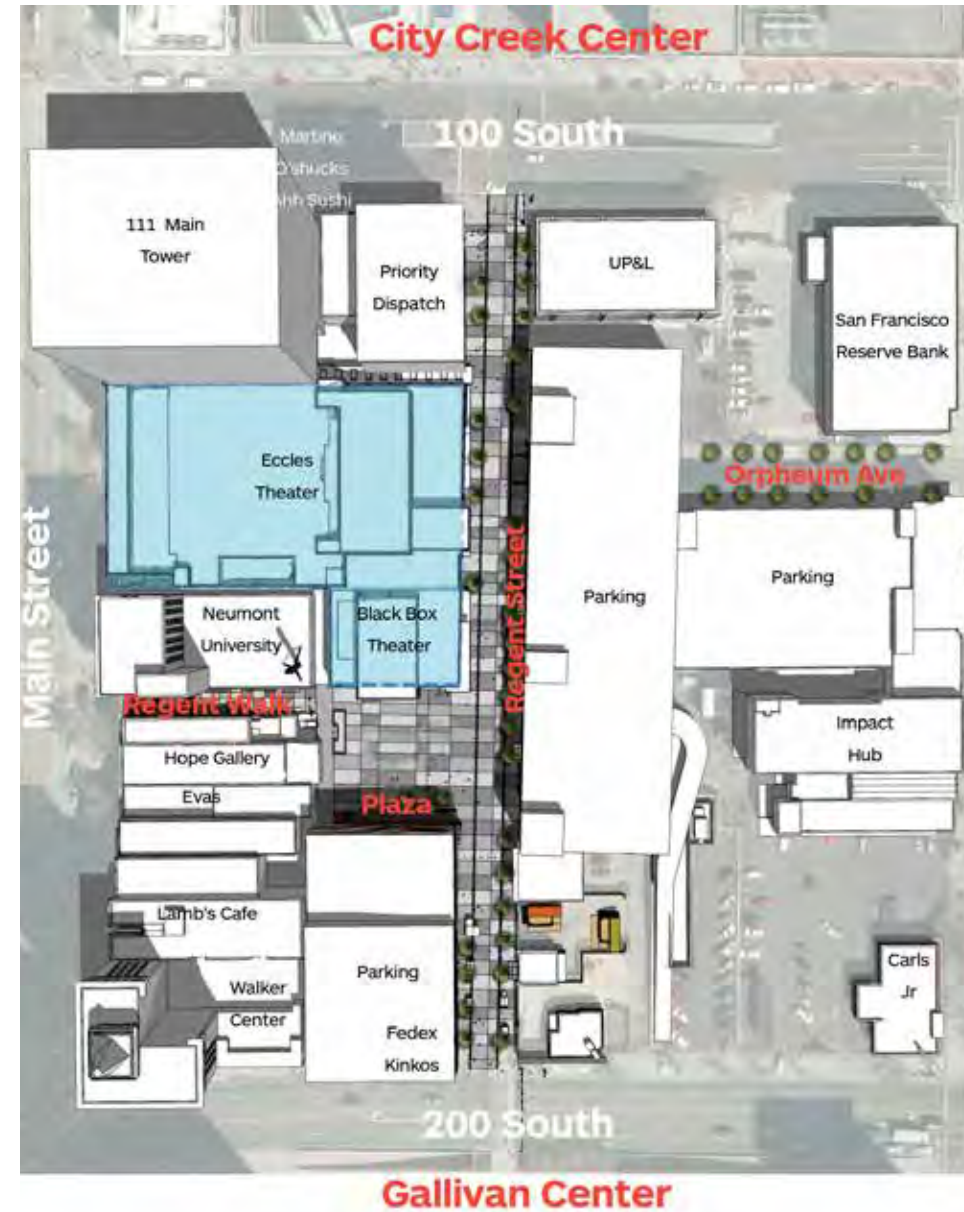 City Creek Center
100 South
Martine
O'shucks
Ahh Sushi
111 Main
Tower
Priority
Dispatch
UP&L
San Francisco
Reserve Bank
Eccles
Theater
Orpheum Ave
Main Street
Regent Street
Parking
Parking
Neumont
University
Black Box
Theater
Regent Walk
Hope Gallery
Evas
Plaza
Impact
Hub
Lamb's Cafe
Walker
Center
Parking
Fedex
Kinkos
Carls
Jr
200 South
Gallivan Center